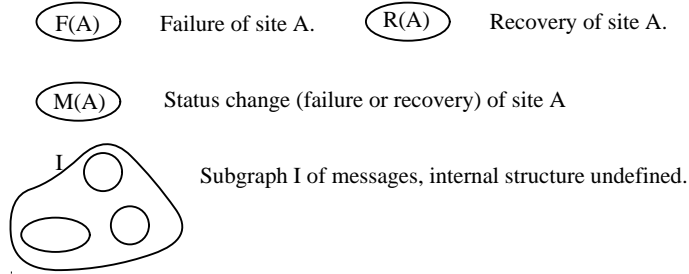 F(A) Failure of site A. R(A) Recovery of site A.
M(A) Status change (failure or recovery) of site A
I
Subgraph I of messages, internal structure undefined.